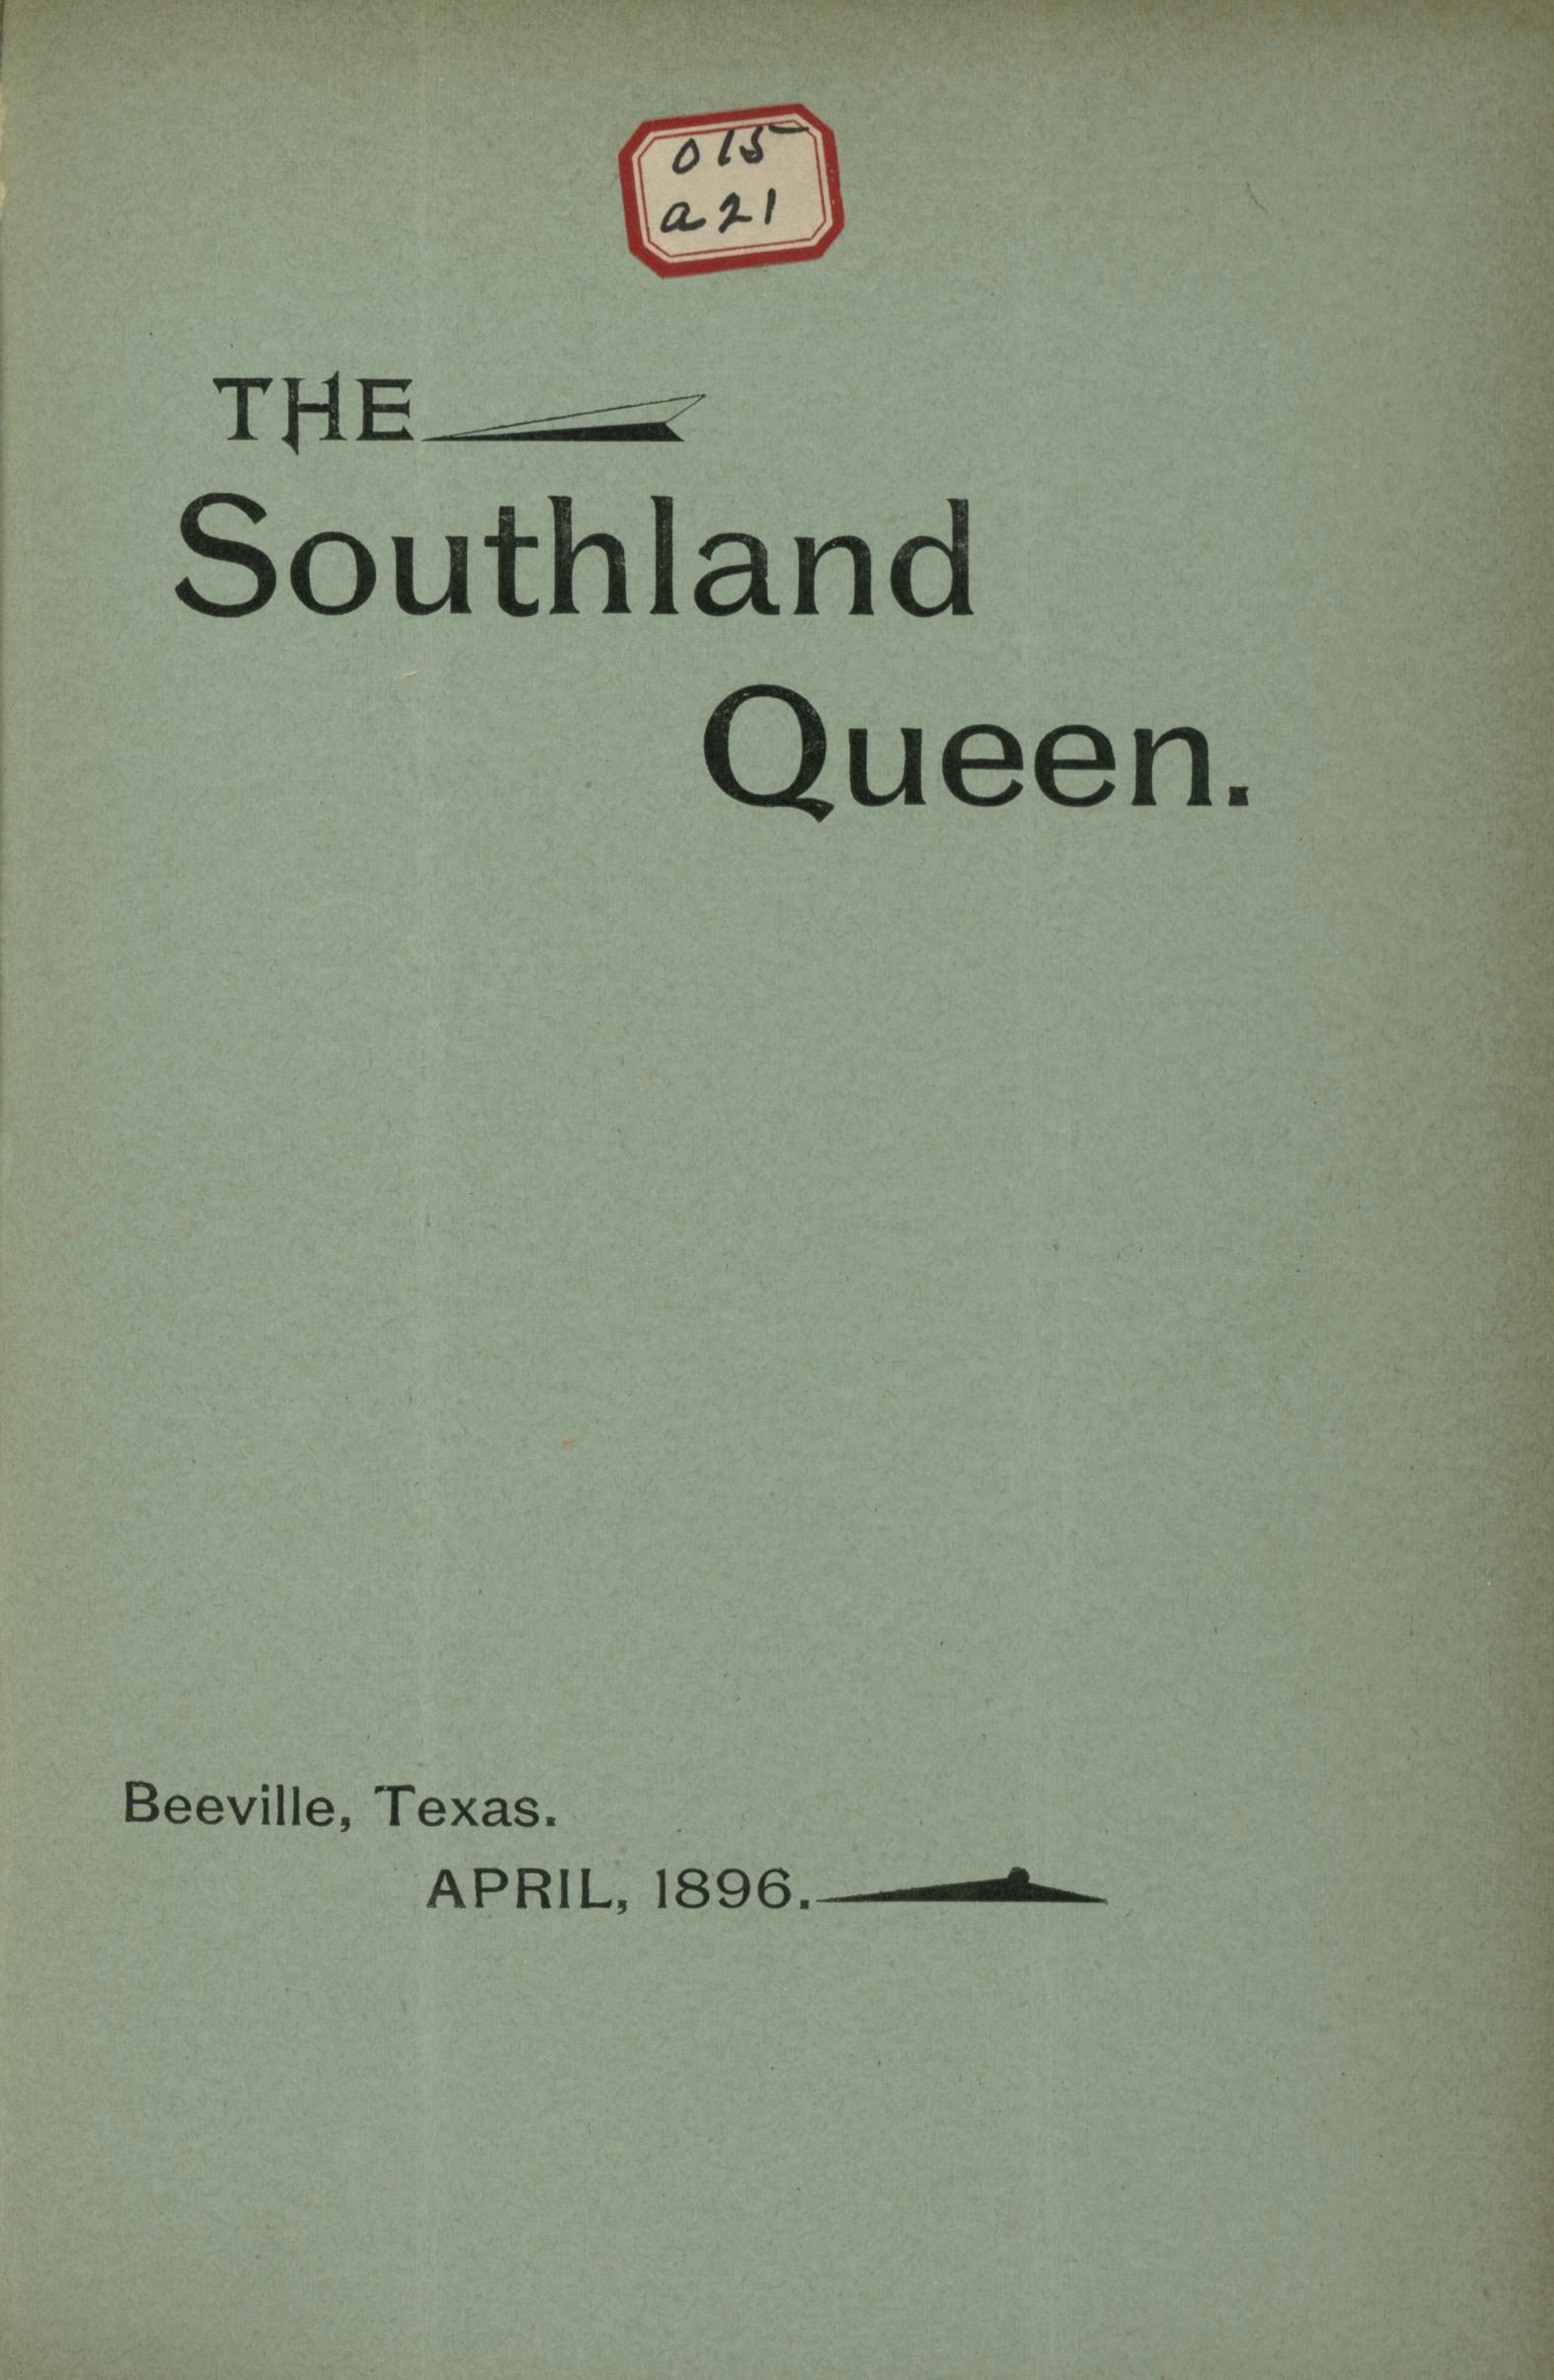 015
a21
THE
Southland
Queen.
Beeville, Texas.
APRIL, 1896.